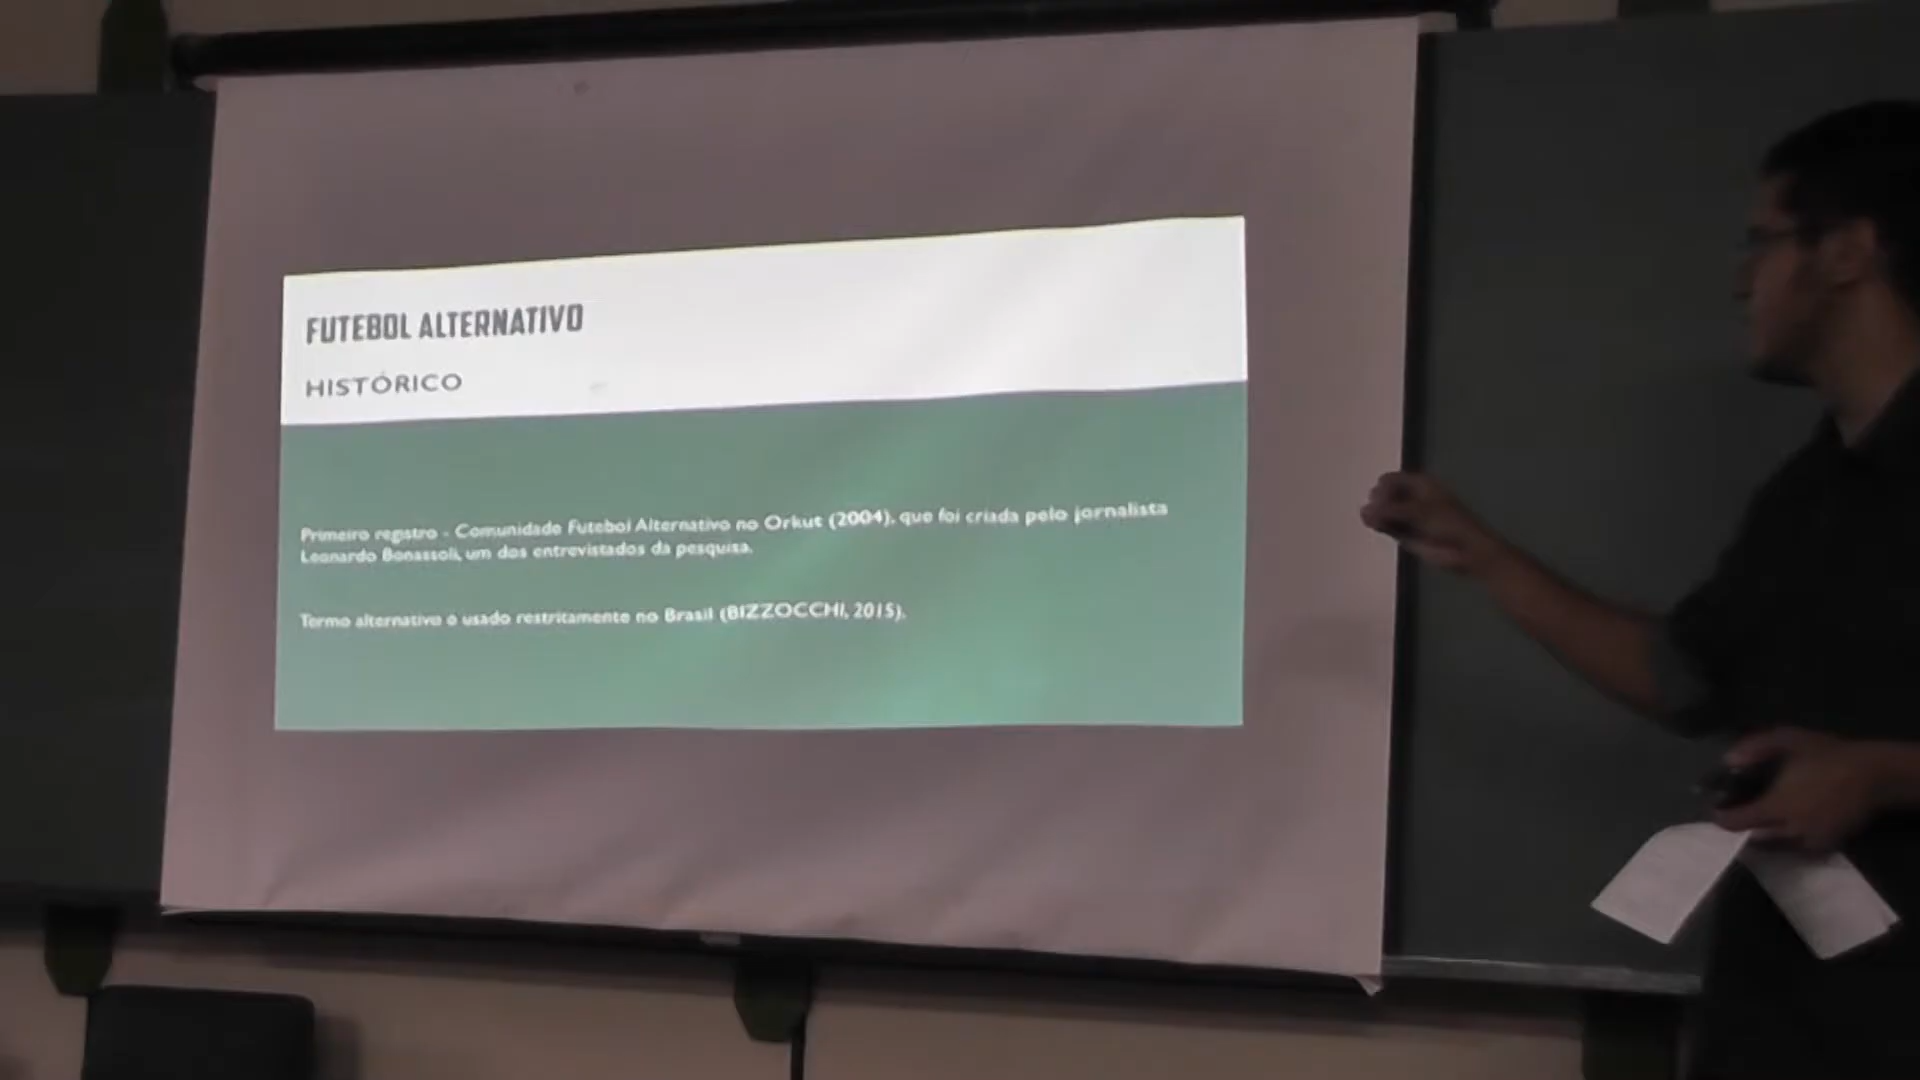 FUTEBOL ALTERNATIVO
HISTÓRICO
Primeiro registro - Comunidade Futebol Alternativo no Orkut (2004), que foi criada pelo jornalista
Leonardo Bonassoli, um dos entrevistados da pesquisa.
Termo alternativo é usado restritamente no Brasil (BIZZOCCHI, 2015).